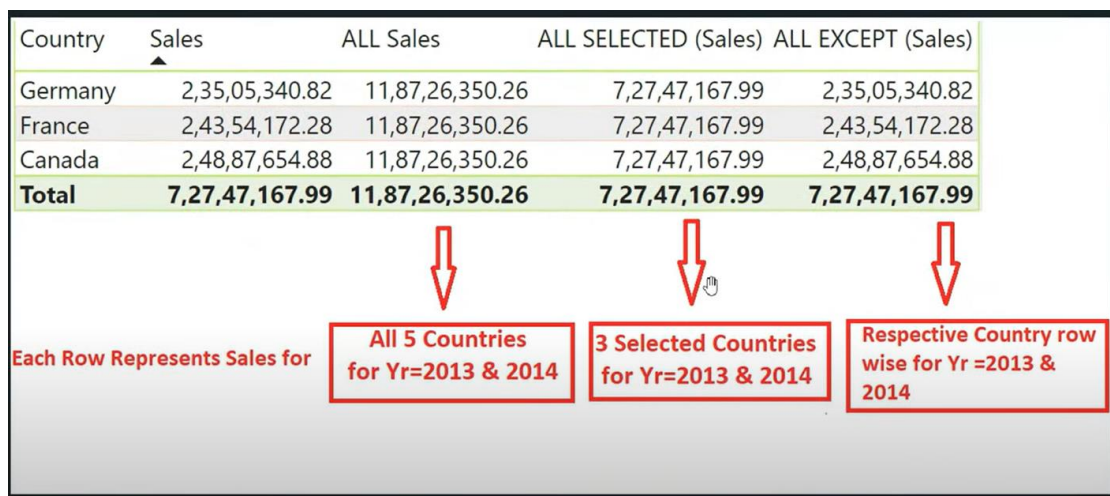 Country Sales ALL Sales ALL SELECTED (Sales) ALL EXCEPT (Sales)
Germany 2,35,05,340.82 11,87,26,350.26 7,27,47,167.99 2,35,05,340.82
France 2,43,54,172.28 11,87,26,350.26 7,27,47,167.99 2,43,54,172.28
Canada 2,48,87,654.88 11,87,26,350.26 7,27,47,167.99 2,48,87,654.88
Total 7,27,47,167.99 11,87,26,350.26 7,27,47,167.99 7,27,47,167.99
Each Row Represents Sales for
All 5 Countries
for Yr=2013 & 2014
3 Selected Countries
for Yr=2013 & 2014
Respective Country row
wise for Yr =2013 &
2014